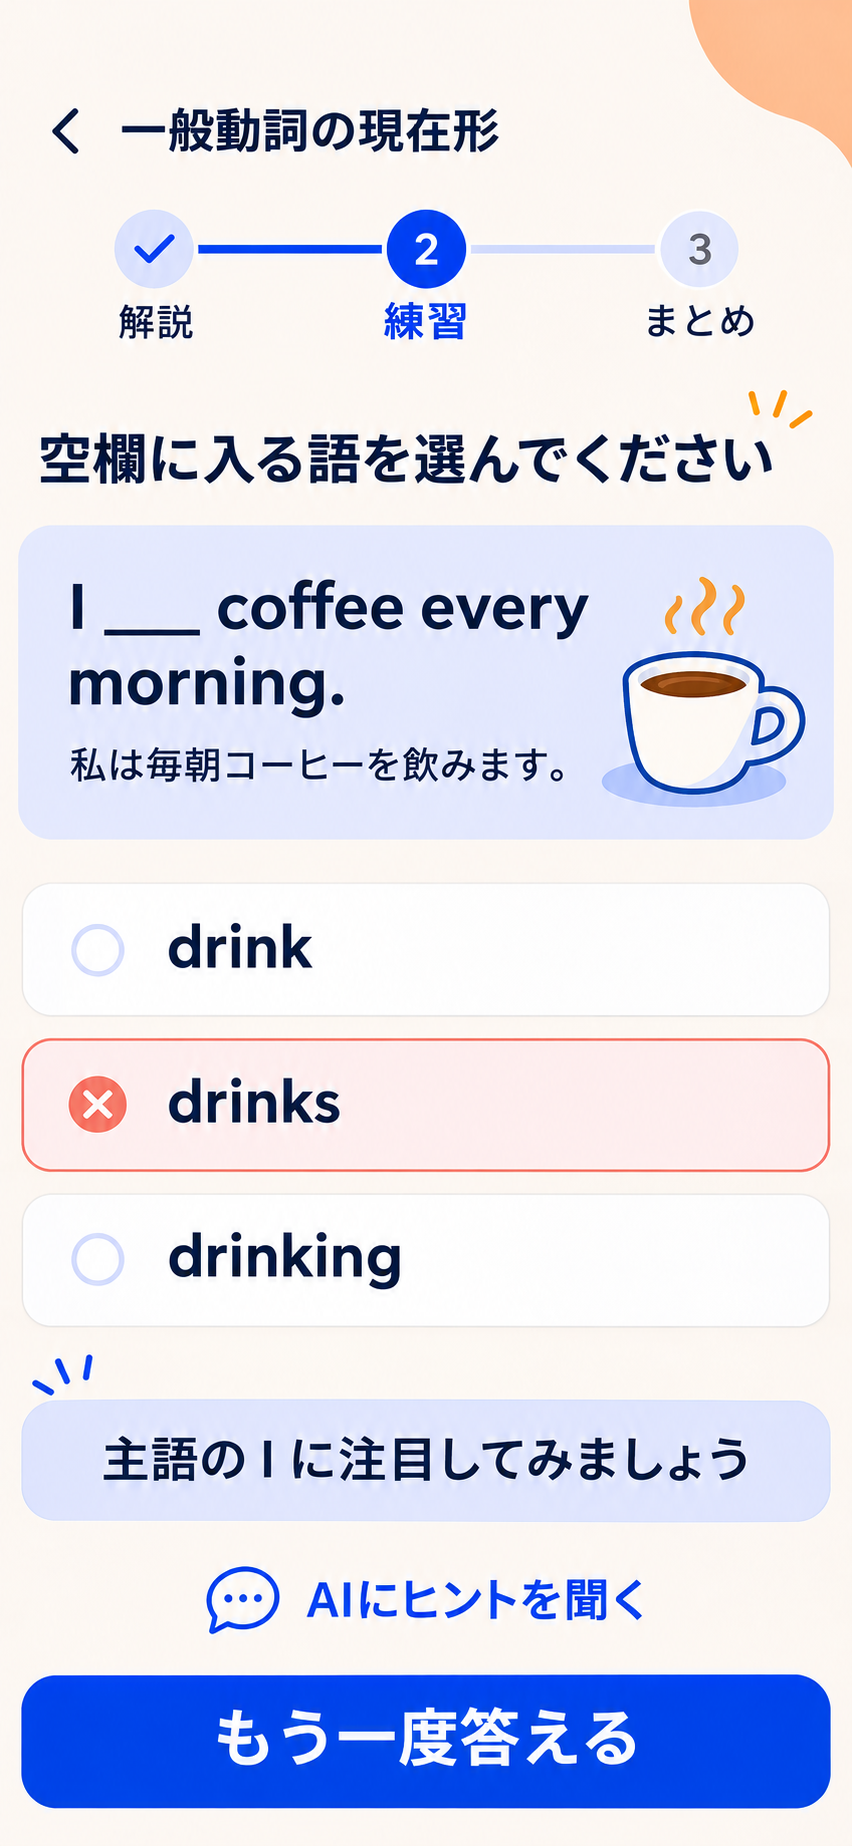 一般動詞の現在形
2
3
解説
練習
まとめ
空欄に入る語を選んでください
I ___ coffee every
morning.
私は毎朝コーヒーを飲みます。
drink
drinks
drinking
主語の I に注目してみましょう
AIにヒントを聞く
もう一度答える